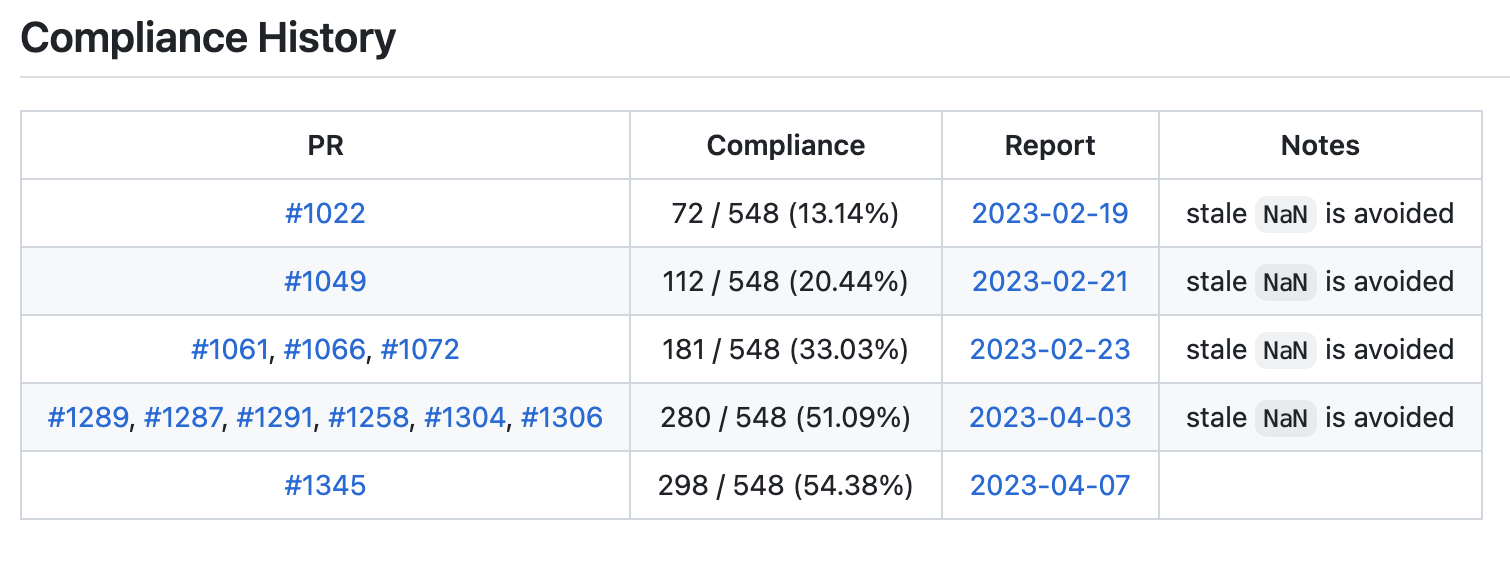 Compliance History
PR Compliance Report Notes
#1022 72 / 548 (13.14%) 2023-02-19 stale NaN is avoided
#1049 112 / 548 (20.44%) 2023-02-21 stale NaN is avoided
#1061, #1066, #1072 181 / 548 (33.03%) 2023-02-23 stale NaN is avoided
#1289, #1287, #1291, #1258, #1304, #1306 280 / 548 (51.09%) 2023-04-03 stale NaN is avoided
#1345 298 / 548 (54.38%) 2023-04-07